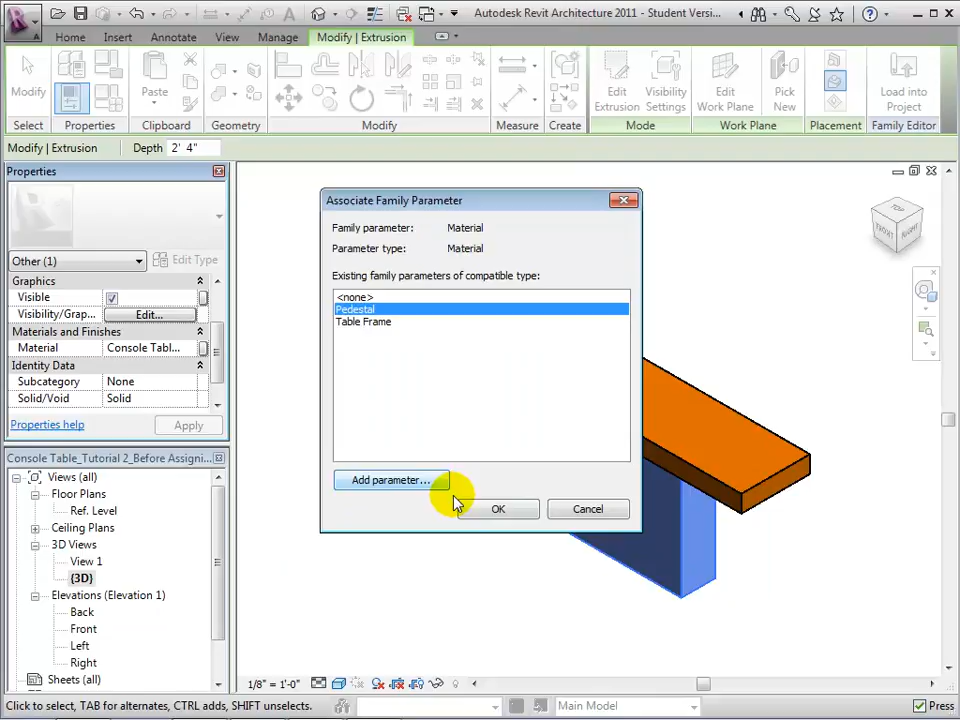 Autodesk Revit Architecture 2011 - Student Versi...
Home Insert Annotate View Manage Modify | Extrusion
Modify
Paste
Edit Extrusion
Visibility Settings
Edit Work Plane
Pick New
Load into Project
Select Properties Clipboard Geometry Modify Measure Create Mode Work Plane Placement Family Editor
Modify | Extrusion Depth 2' 4"
Properties
Other (1) Edit Type
Graphics
Visible
Visibility/Grap... Edit...
Materials and Finishes
Material Console Tabl...
Identity Data
Subcategory None
Solid/Void Solid
Properties help Apply
Console Table_Tutorial 2_Before Assigni...
Views (all)
Floor Plans
Ref. Level
Ceiling Plans
3D Views
View 1
{3D}
Elevations (Elevation 1)
Back
Front
Left
Right
Sheets (all)
Associate Family Parameter
Family parameter: Material
Parameter type: Material
Existing family parameters of compatible type:
<none>
Pedestal
Table Frame
Add parameter...
OK Cancel
TOP
FRONT RIGHT
1/8" = 1'-0"
Click to select, TAB for alternates, CTRL adds, SHIFT unselects.
Main Model
Press